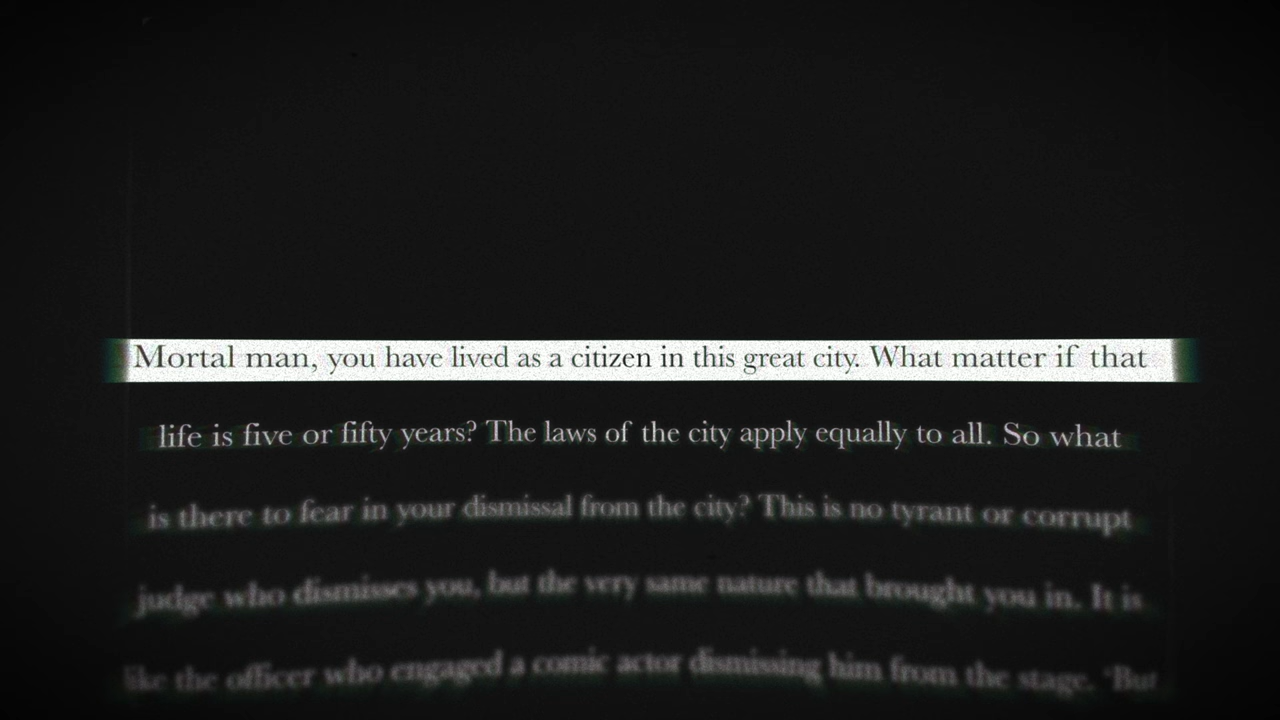 Mortal man, you have lived as a citizen in this great city. What matter if that
life is five or fifty years? The laws of the city apply equally to all. So what
is there to fear in your dismissal from the city? This is no tyrant or corrupt
judge who dismisses you, but the very same nature that brought you in. It is
like the officer who engaged a comic actor dismissing him from the stage. ‘But